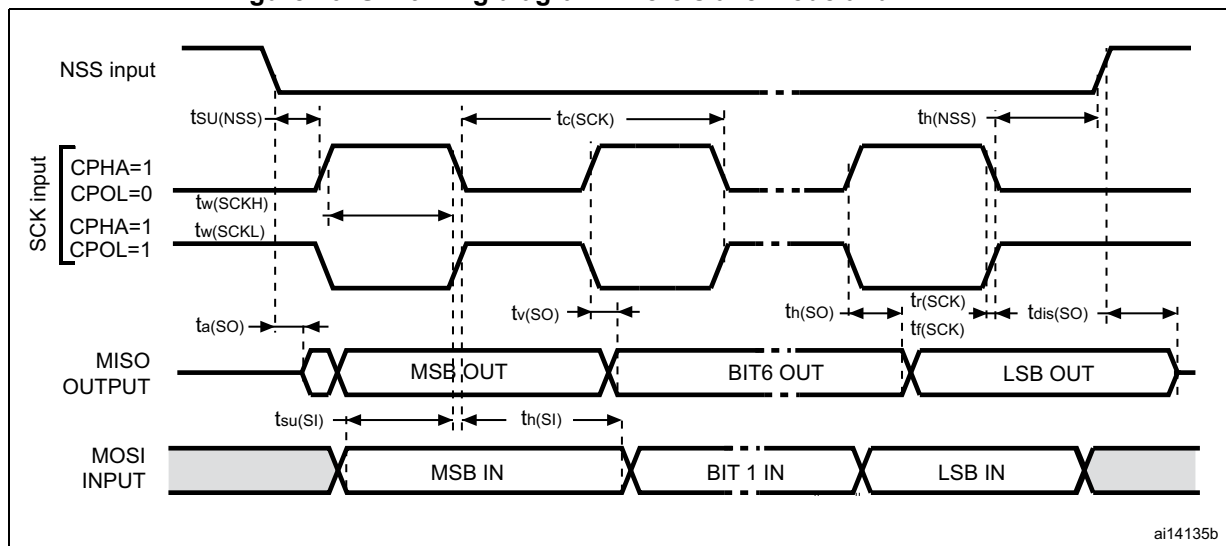 NSS input
tSU(NSS)
tc(SCK)
th(NSS)
SCK input
CPHA=1
CPOL=0
tw(SCKH)
CPHA=1
tw(SCKL)
CPOL=1
ta(SO)
tv(SO)
th(SO)
tr(SCK)
tf(SCK)
tdis(SO)
MISO
OUTPUT
MSB OUT
BIT6 OUT
LSB OUT
tsu(SI)
th(SI)
MOSI
INPUT
MSB IN
BIT 1 IN
LSB IN
ai14135b